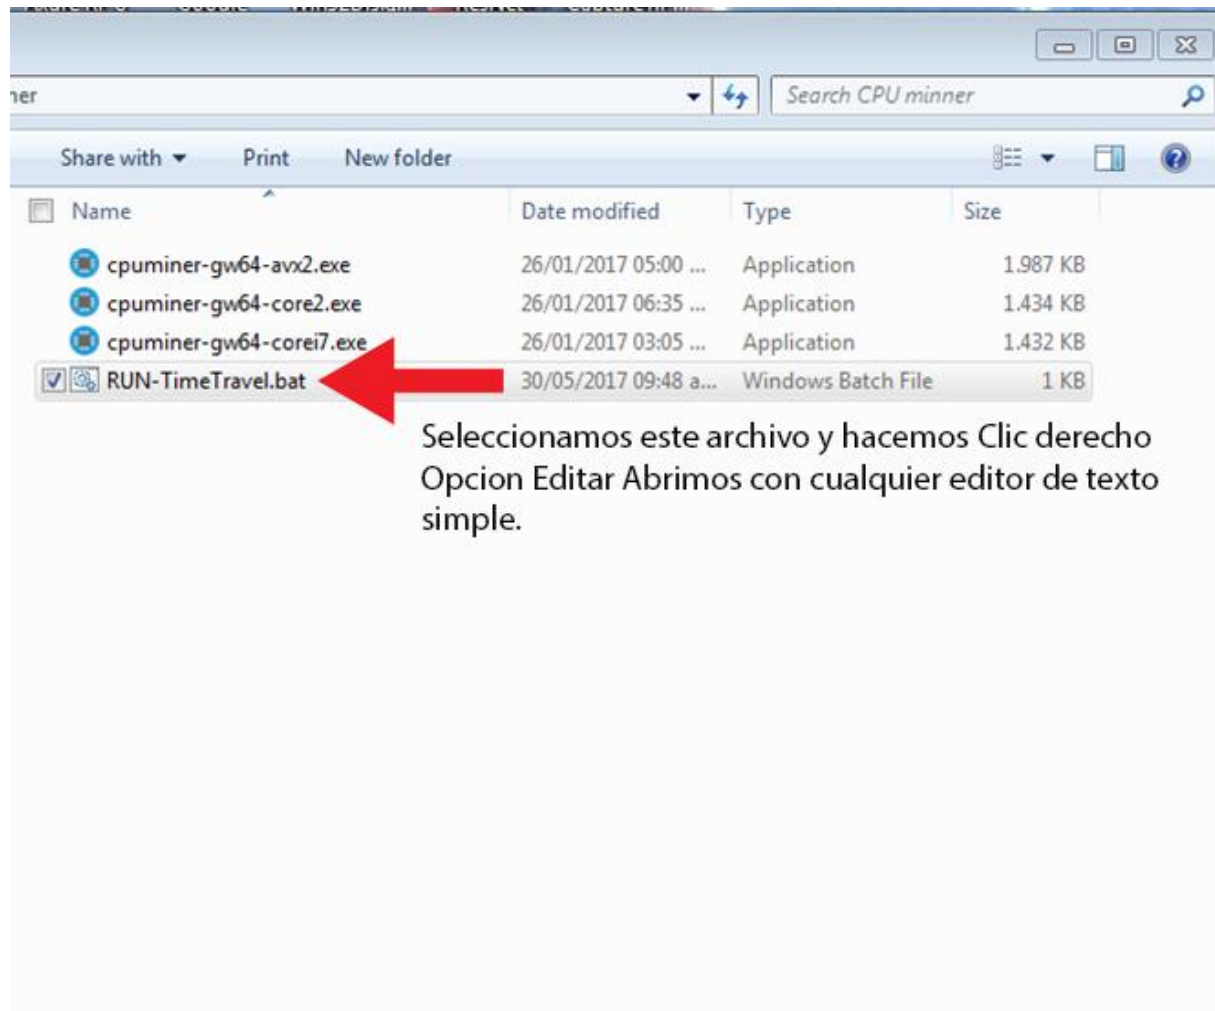 ner
Search CPU minner
Share with Print New folder
Name Date modified Type Size
cpuminer-gw64-avx2.exe 26/01/2017 05:00 ... Application 1.987 KB
cpuminer-gw64-core2.exe 26/01/2017 06:35 ... Application 1.434 KB
cpuminer-gw64-corei7.exe 26/01/2017 03:05 ... Application 1.432 KB
RUN-TimeTravel.bat 30/05/2017 09:48 a... Windows Batch File 1 KB
Seleccionamos este archivo y hacemos Clic derecho
Opcion Editar Abrimos con cualquier editor de texto
simple.